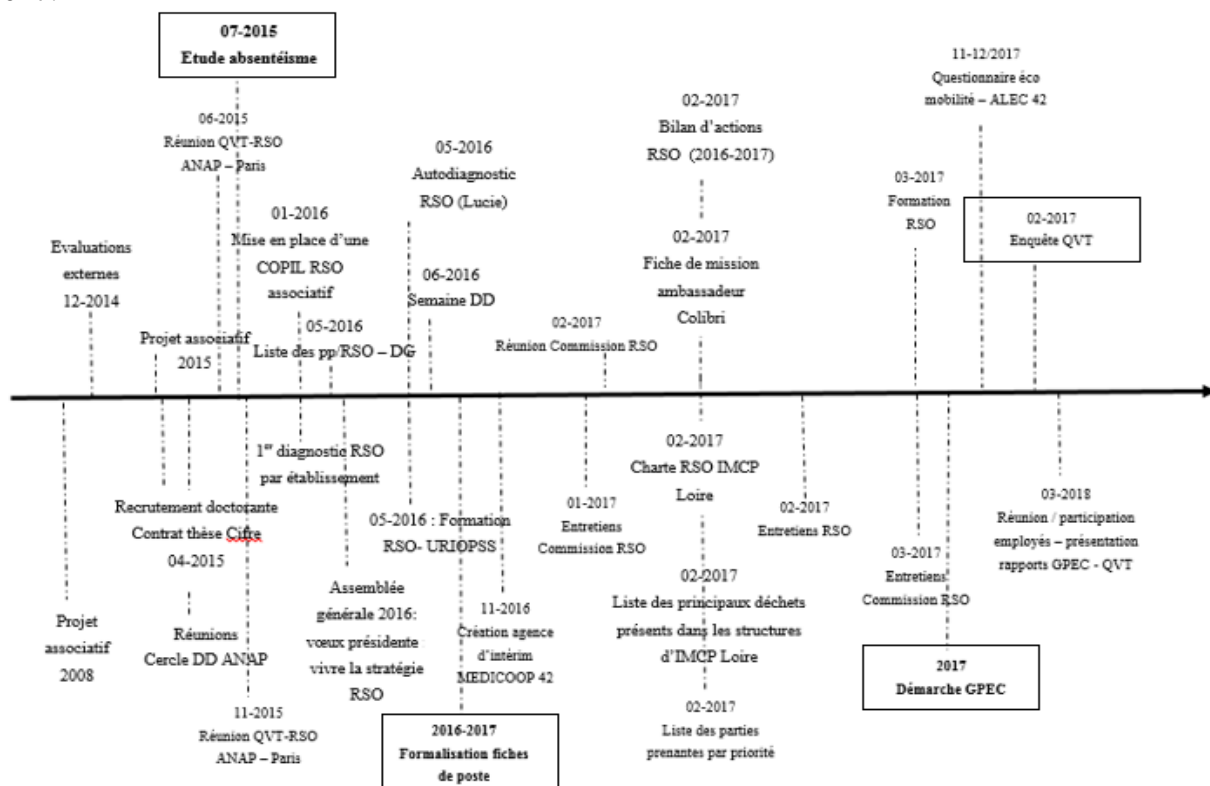 07-2015
Etude absentéisme
06-2015
Réunion QVT-RSO
ANAP – Paris
Evaluations
externes
12-2014
Projet associatif
2015
01-2016
Mise en place d’une
COPIL RSO
associatif
05-2016
Liste des pp/RSO – DG
05-2016
Autodiagnostic
RSO (Lucie)
06-2016
Semaine DD
02-2017
Réunion Commission RSO
02-2017
Bilan d’actions
RSO (2016-2017)
02-2017
Fiche de mission
ambassadeur
Colibri
03-2017
Formation
RSO
11-12/2017
Questionnaire éco
mobilité – ALEC 42
02-2017
Enquête QVT
Projet
associatif
2008
Recrutement doctorante
Contrat thèse Cifre
04-2015
Réunions
Cercle DD ANAP
11-2015
Réunion QVT-RSO
ANAP – Paris
1er diagnostic RSO
par établissement
Assemblée
générale 2016:
vœux présidente
vivre la stratégie
RSO
05-2016 : Formation
RSO- URIOPSS
2016-2017
Formalisation fiches
de poste
11-2016
Création agence
d’intérim
MEDICOOP 42
01-2017
Entretiens
Commission RSO
02-2017
Charte RSO IMCP
Loire
02-2017
Liste des principaux déchets
présents dans les structures
d’IMCP Loire
02-2017
Liste des parties
prenantes par priorité
02-2017
Entretiens RSO
03-2017
Entretiens
Commission RSO
2017
Démarche GPEC
03-2018
Réunion / participation
employés – présentation
rapports GPEC - QVT